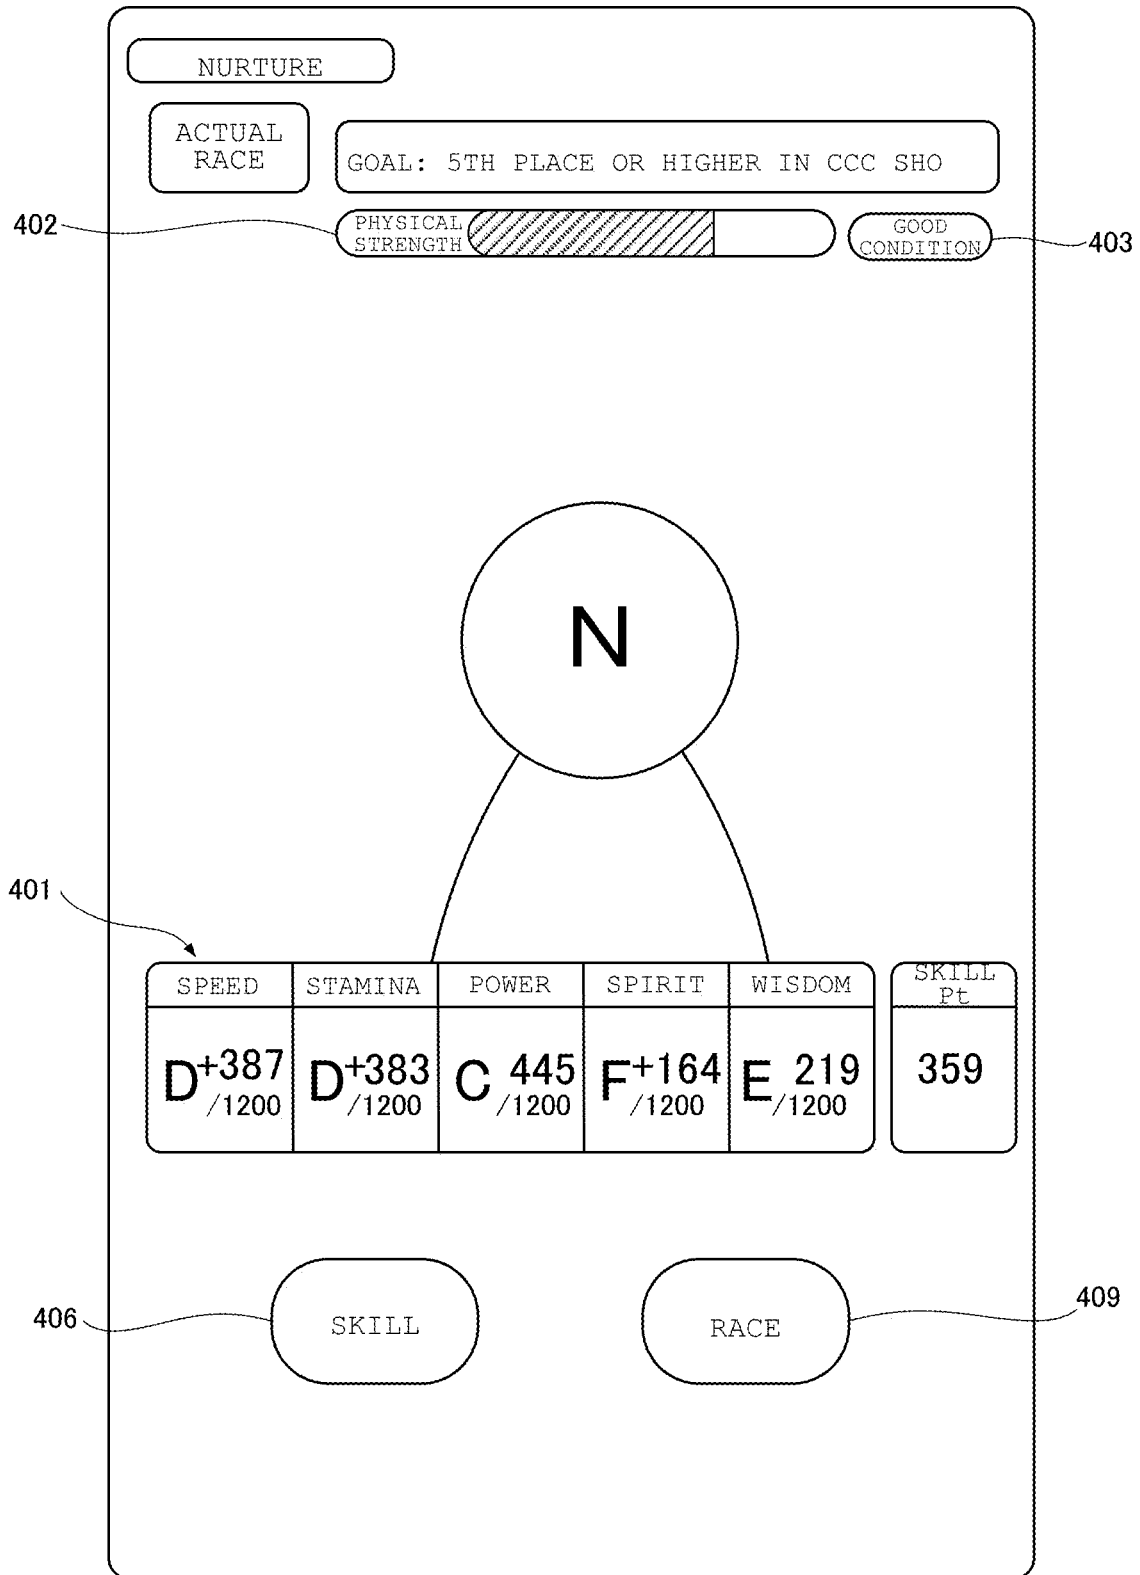 NURTURE
ACTUAL
RACE
GOAL: 5TH PLACE OR HIGHER IN CCC SHO
402
PHYSICAL
STRENGTH
GOOD
CONDITION
403
N
401
SPEED STAMINA POWER SPIRIT WISDOM SKILL Pt
D+387 /1200 D+383 /1200 C 445 /1200 F+164 /1200 E 219 /1200 359
406
SKILL
RACE
409